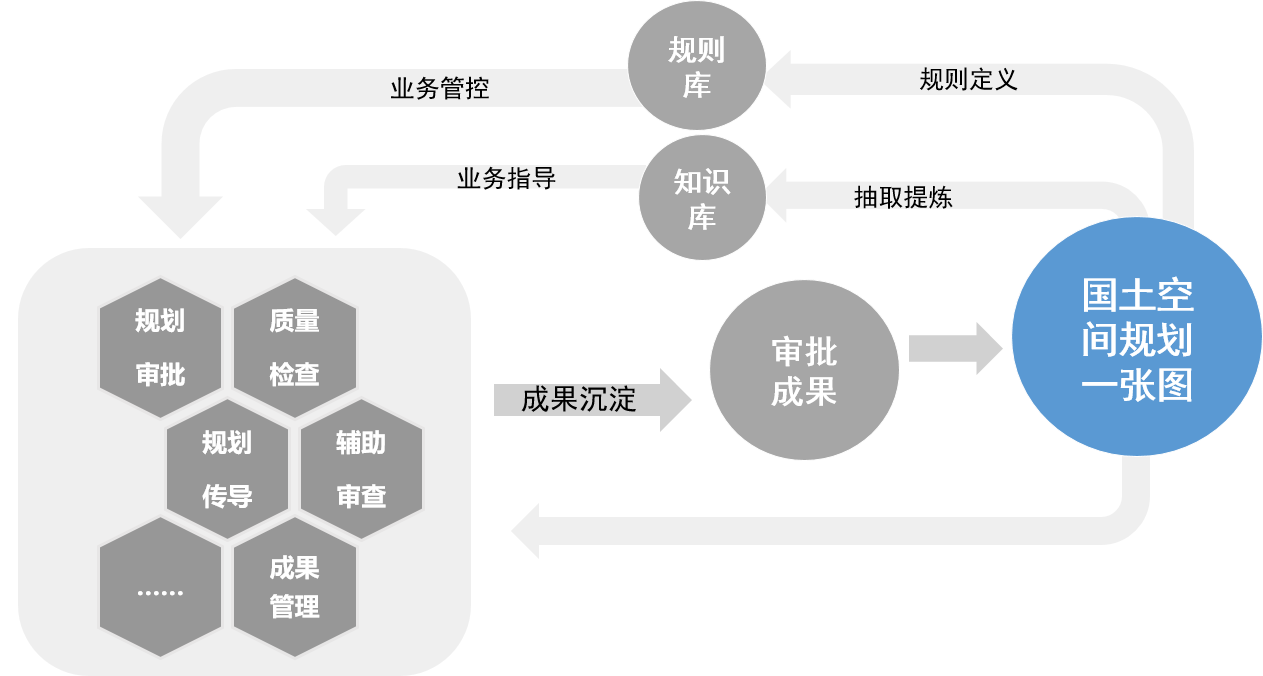 规则
库
业务管控
规则定义
知识
库
业务指导
抽取提炼
规划
审批
质量
检查
规划
传导
辅助
审查
......
成果
管理
成果沉淀
审批
成果
国土空
间规划
一张图